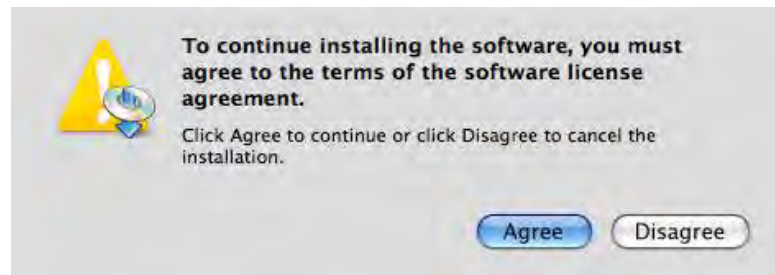 To continue installing the software, you must
agree to the terms of the software license
agreement.
Click Agree to continue or click Disagree to cancel the
installation.
Agree
Disagree